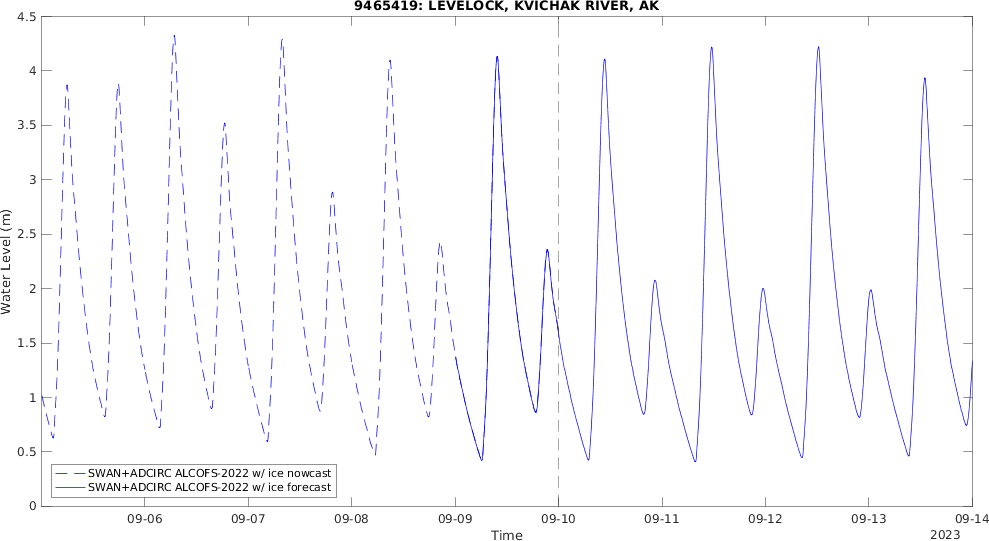 9465419: LEVELOCK, KVICHAK RIVER, AK
4.5
4
3.5
3
2.5
2
1.5
1
0.5
0
Water Level (m)
SWAN+ADCIRC ALCOFS-2022 w/ ice nowcast
SWAN+ADCIRC ALCOFS-2022 w/ ice forecast
09-06 09-07 09-08 09-09 09-10 09-11 09-12 09-13 09-14
Time
2023